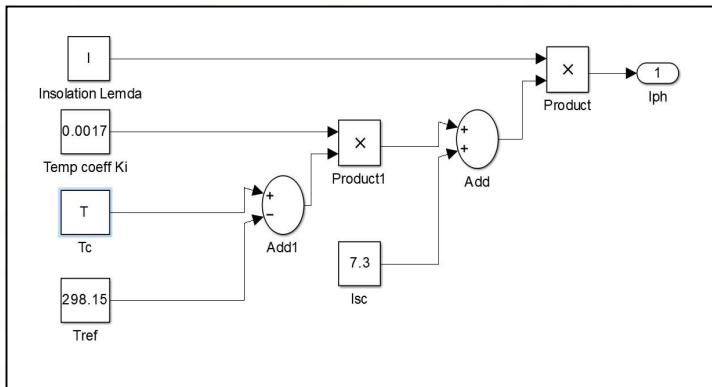 I
Insolation Lemda
0.0017
Temp coeff Ki
T
Tc
298.15
Tref
+
−
Add1
×
Product1
7.3
Isc
+
+
Add
×
Product
1
Iph